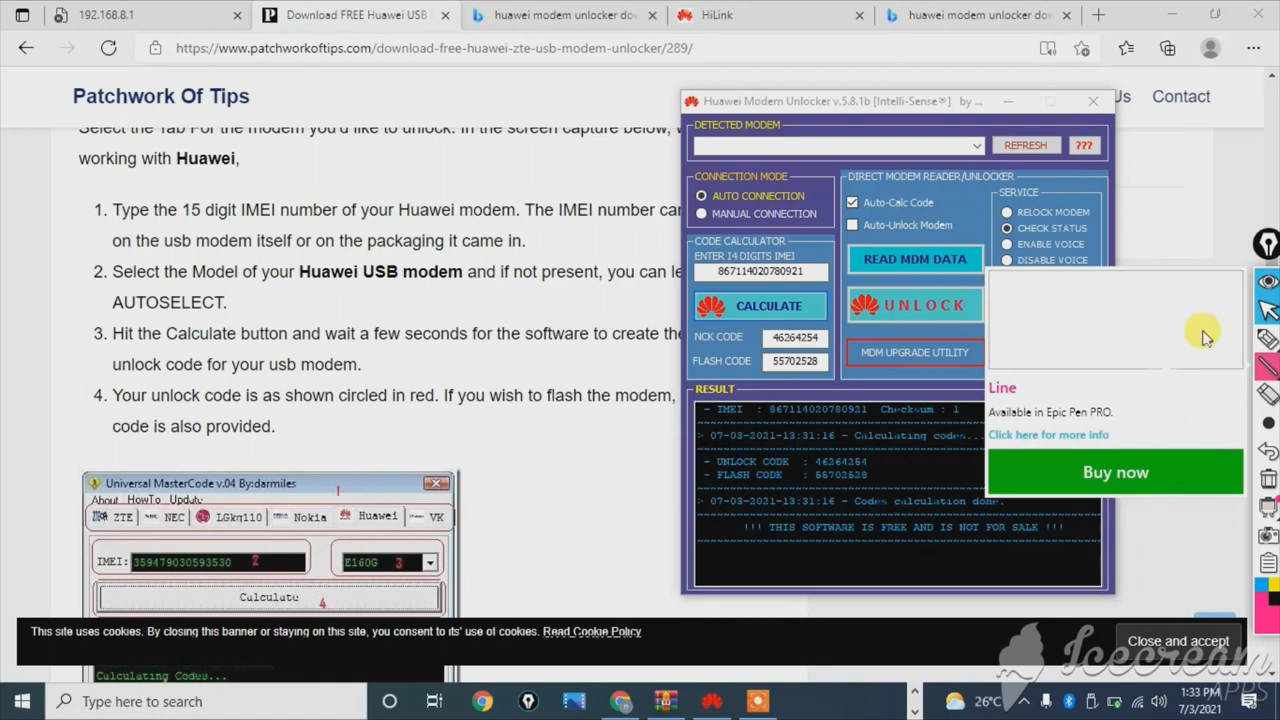 192.168.8.1
Download FREE Huawei USB
huawei modem unlocker do
HiLink
huawei modem unlocker do
https://www.patchworkoftips.com/download-free-huawei-zte-usb-modem-unlocker/289/
Patchwork Of Tips
Us Contact
Select the Tab For the modem you'd like to unlock. In the screen capture below,
working with Huawei,
1. Type the 15 digit IMEI number of your Huawei modem. The IMEI number can
on the usb modem itself or on the packaging it came in.
2. Select the Model of your Huawei USB modem and if not present, you can
AUTOSELECT.
3. Hit the Calculate button and wait a few seconds for the software to create the
unlock code for your usb modem.
4. Your unlock code is as shown circled in red. If you wish to flash the modem,
code is also provided.
Universal MasterCode v.04 By:darmiles
About HowTo Update
1
ZTE NEC LGkg110 Nokia Huawei VK
IMEI: 359479030593530 2 E160G 3
Calculate 4
Calculating Codes...
Huawei Modem Unlocker v.5.8.1b [Intelli-Sense®] by ...
DETECTED MODEM
REFRESH ???
CONNECTION MODE
AUTO CONNECTION
MANUAL CONNECTION
CODE CALCULATOR
ENTER 14 DIGITS IMEI
867114020780921
CALCULATE
NCK CODE 46264254
FLASH CODE 55702528
DIRECT MODEM READER/UNLOCKER
Auto-Calc Code
Auto-Unlock Modem
READ MDM DATA
UNLOCK
MDM UPGRADE UTILITY
SERVICE
RELOCK MODEM
CHECK STATUS
ENABLE VOICE
DISABLE VOICE
RESULT
- IMEI : 867114020780921 Checksum : 1
> 07-03-2021-13:31:16 - Calculating codes...
- UNLOCK CODE : 46264254
- FLASH CODE : 55702528
> 07-03-2021-13:31:16 - Codes calculation done.
!!! THIS SOFTWARE IS FREE AND IS NOT FOR SALE !!!
Line
Available in Epic Pen PRO.
Click here for more info
Buy now
This site uses cookies. By closing this banner or staying on this site, you consent to its' use of cookies. Read Cookie Policy
Close and accept
Icecream
APPS
Type here to search
26°C
1:33 PM
7/3/2021